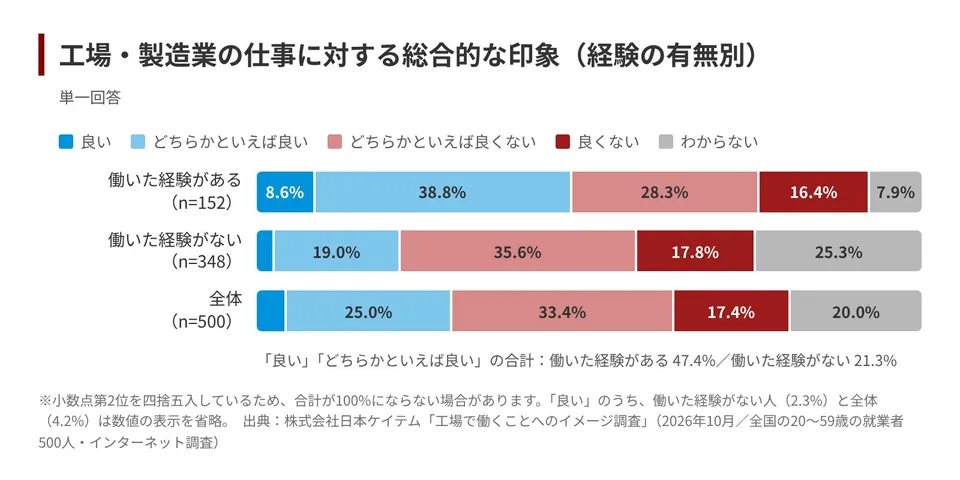 工場・製造業の仕事に対する総合的な印象（経験の有無別）
単一回答
良い どちらかといえば良い どちらかといえば良くない 良くない わからない
働いた経験がある
（n=152）
8.6% 38.8% 28.3% 16.4% 7.9%
働いた経験がない
（n=348）
19.0% 35.6% 17.8% 25.3%
全体
（n=500）
25.0% 33.4% 17.4% 20.0%
「良い」「どちらかといえば良い」の合計：働いた経験がある 47.4%／働いた経験がない 21.3%
※小数点第2位を四捨五入しているため、合計が100%にならない場合があります。「良い」のうち、働いた経験がない人（2.3%）と全体
（4.2%）は数値の表示を省略。 出典：株式会社日本ケイテム「工場で働くことへのイメージ調査」（2026年10月／全国の20〜59歳の就業者
500人・インターネット調査）